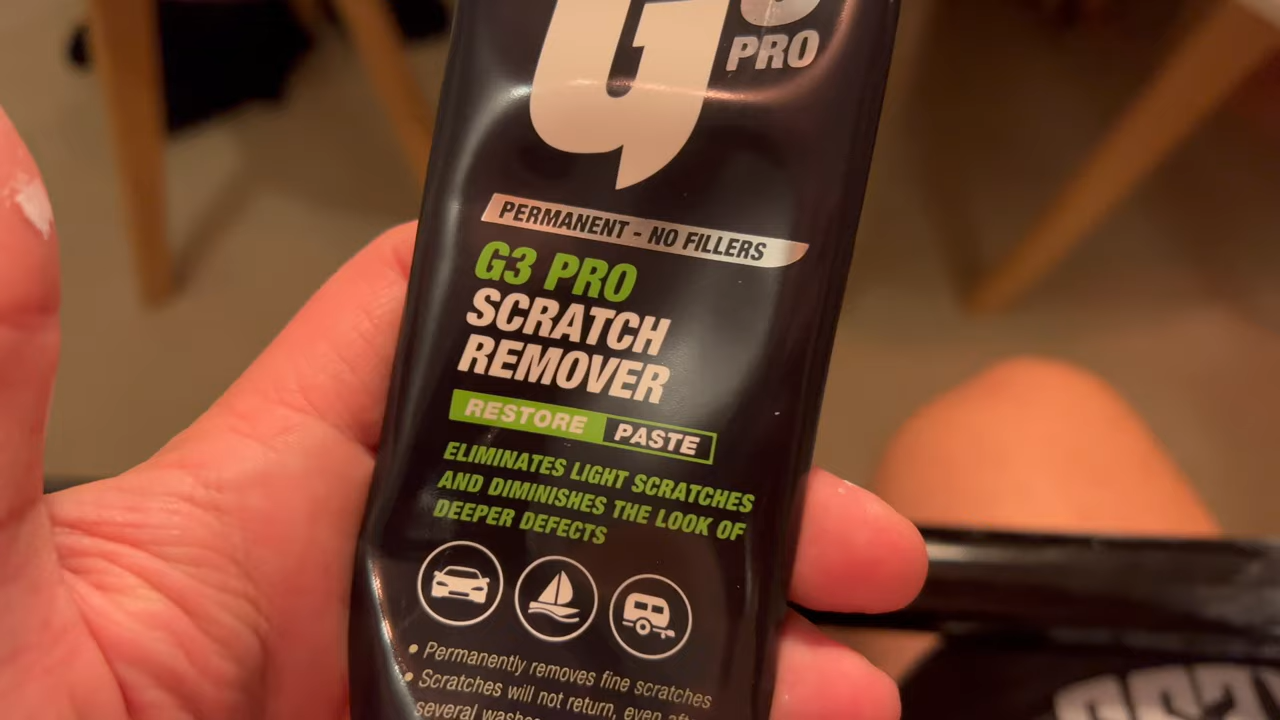 G3
PRO
PERMANENT - NO FILLERS
G3 PRO
SCRATCH
REMOVER
RESTORE PASTE
ELIMINATES LIGHT SCRATCHES
AND DIMINISHES THE LOOK OF
DEEPER DEFECTS
• Permanently removes fine scratches
• Scratches will not return, even
several